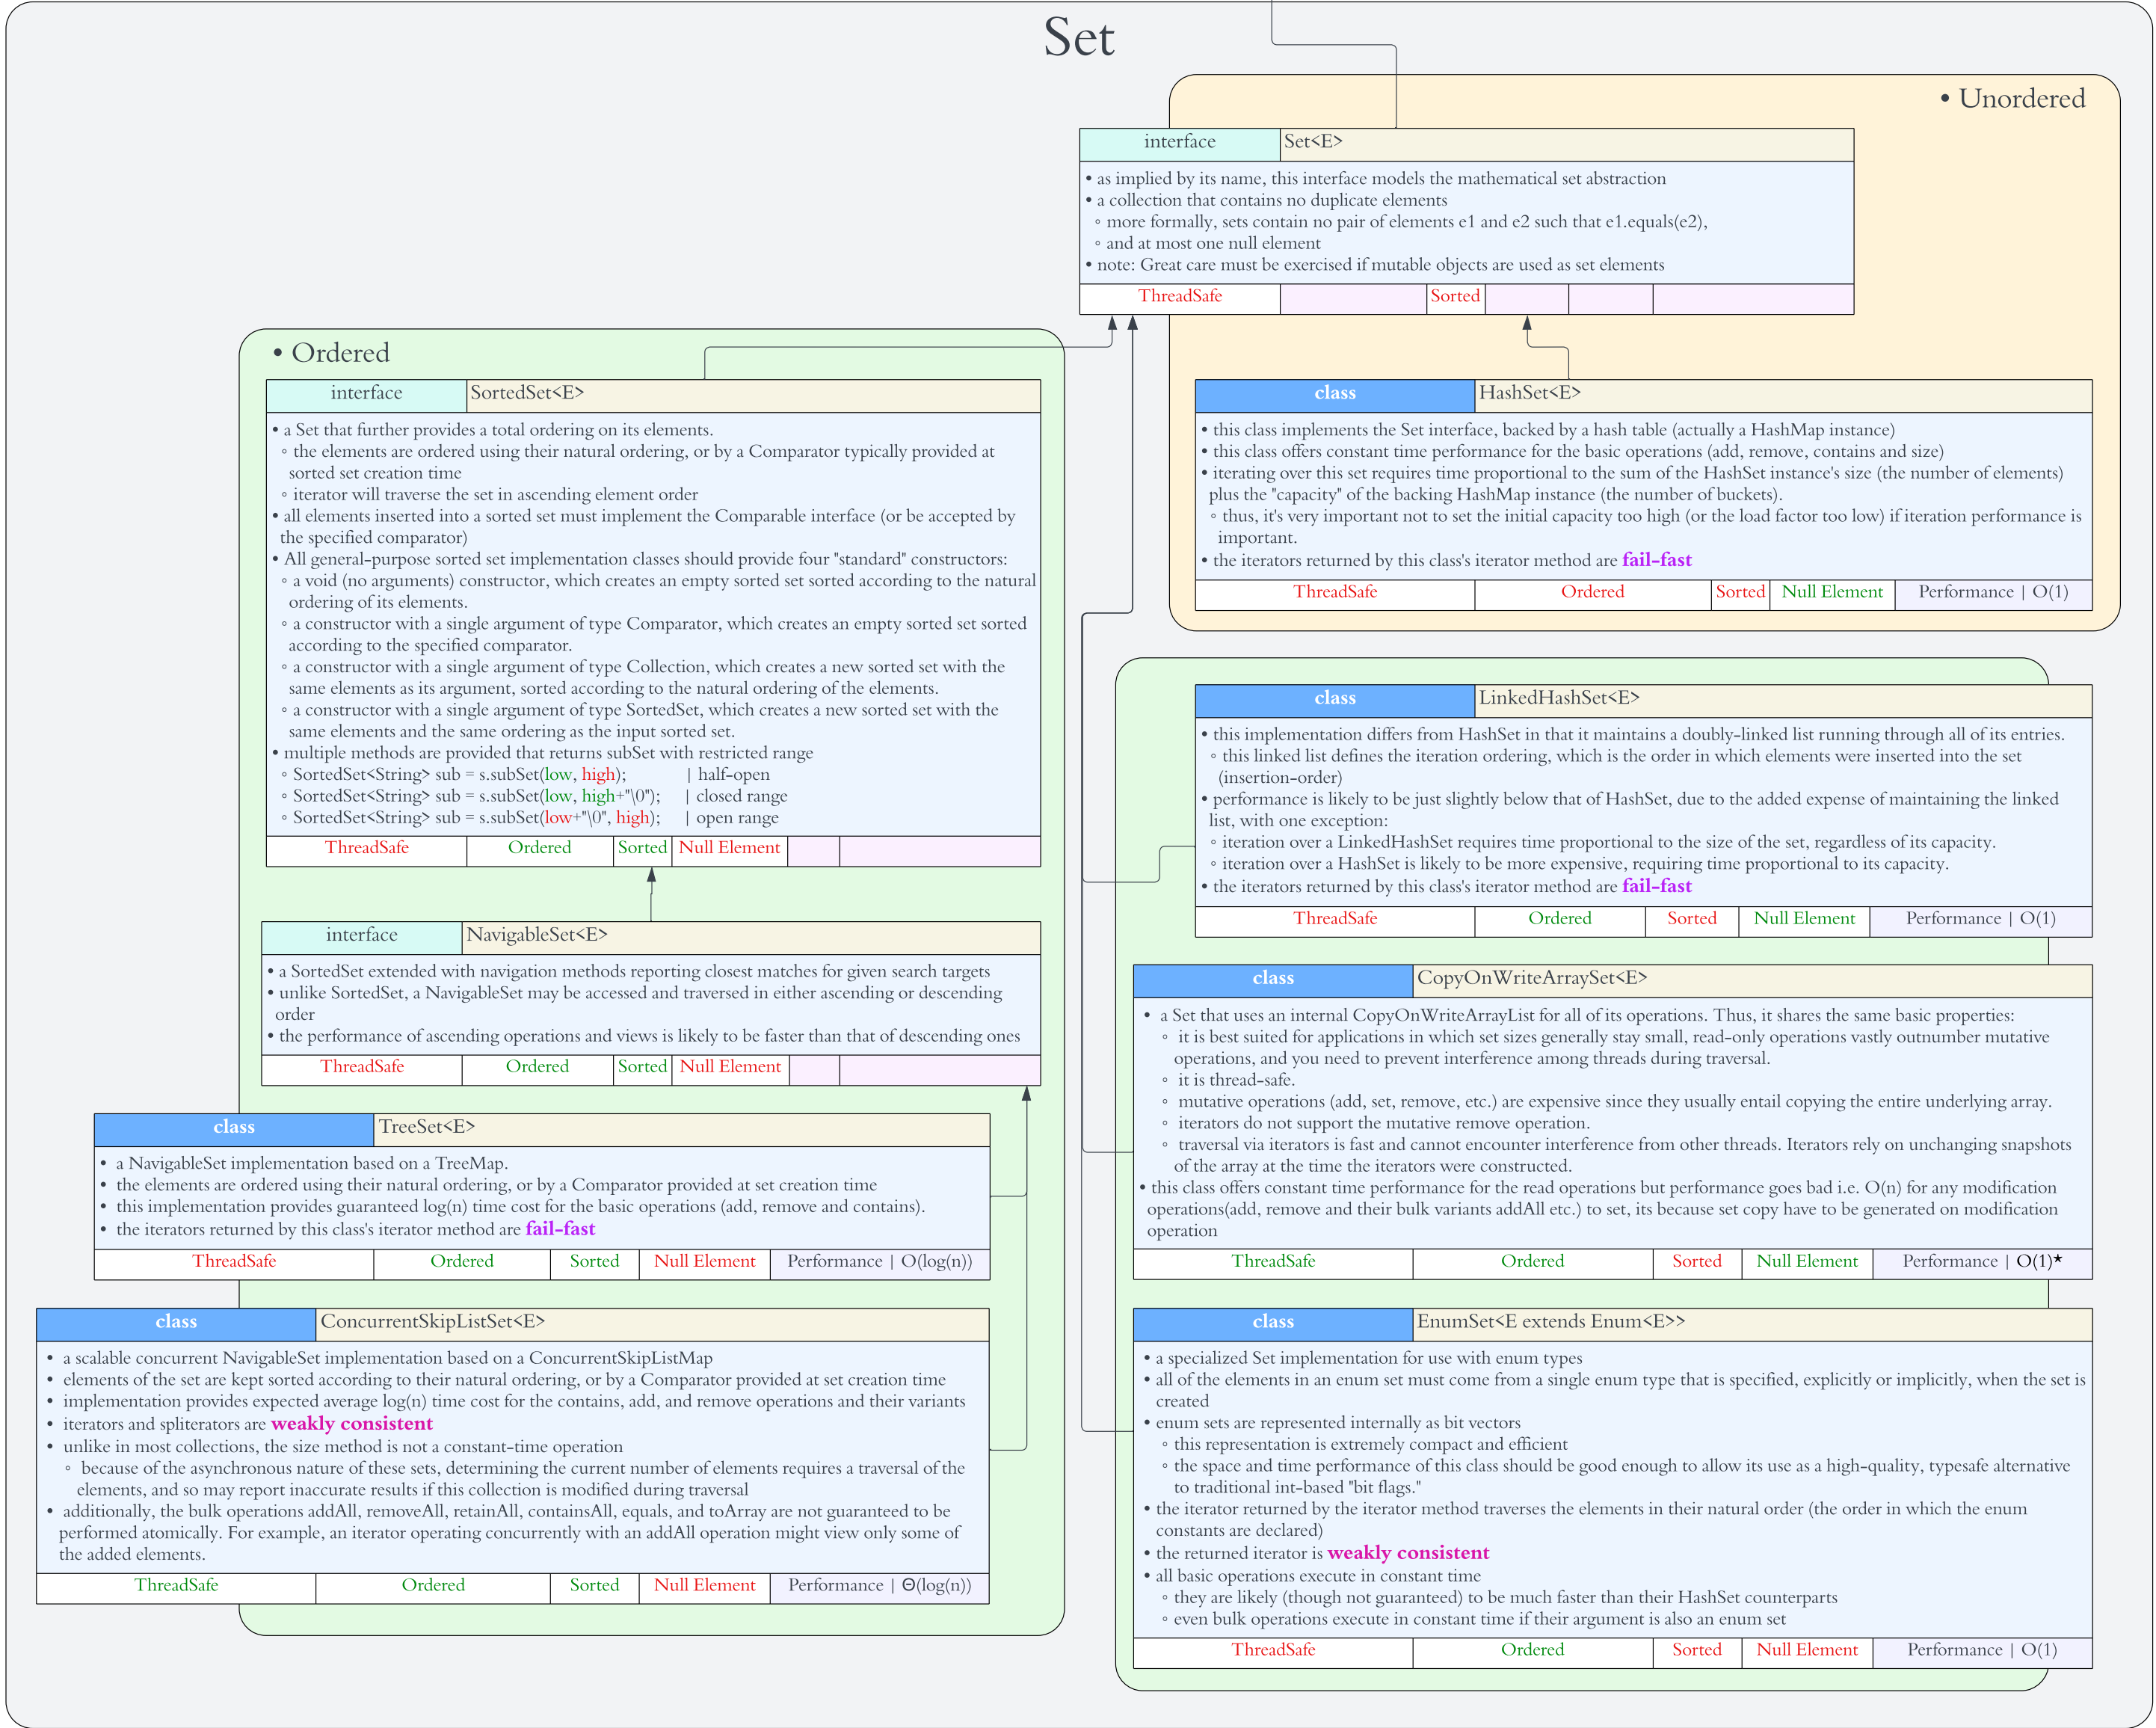 Set
• Unordered
interface
Set<E>
• as implied by its name, this interface models the mathematical set abstraction
• a collection that contains no duplicate elements
◦ more formally, sets contain no pair of elements e1 and e2 such that e1.equals(e2),
◦ and at most one null element
• note: Great care must be exercised if mutable objects are used as set elements
ThreadSafe
Sorted
• Ordered
interface
SortedSet<E>
• a Set that further provides a total ordering on its elements.
◦ the elements are ordered using their natural ordering, or by a Comparator typically provided at
sorted set creation time
◦ iterator will traverse the set in ascending element order
• all elements inserted into a sorted set must implement the Comparable interface (or be accepted by
the specified comparator)
• All general-purpose sorted set implementation classes should provide four "standard" constructors:
◦ a void (no arguments) constructor, which creates an empty sorted set sorted according to the natural
ordering of its elements.
◦ a constructor with a single argument of type Comparator, which creates an empty sorted set sorted
according to the specified comparator.
◦ a constructor with a single argument of type Collection, which creates a new sorted set with the
same elements as its argument, sorted according to the natural ordering of the elements.
◦ a constructor with a single argument of type SortedSet, which creates a new sorted set with the
same elements and the same ordering as the input sorted set.
• multiple methods are provided that returns subSet with restricted range
◦ SortedSet<String> sub = s.subSet(low, high); | half-open
◦ SortedSet<String> sub = s.subSet(low, high+"\0"); | closed range
◦ SortedSet<String> sub = s.subSet(low+"\0", high); | open range
ThreadSafe
Ordered
Sorted
Null Element
interface
NavigableSet<E>
• a SortedSet extended with navigation methods reporting closest matches for given search targets
• unlike SortedSet, a NavigableSet may be accessed and traversed in either ascending or descending
order
• the performance of ascending operations and views is likely to be faster than that of descending ones
ThreadSafe
Ordered
Sorted
Null Element
class
TreeSet<E>
• a NavigableSet implementation based on a TreeMap.
• the elements are ordered using their natural ordering, or by a Comparator provided at set creation time
• this implementation provides guaranteed log(n) time cost for the basic operations (add, remove and contains).
• the iterators returned by this class's iterator method are fail-fast
ThreadSafe
Ordered
Sorted
Null Element
Performance | O(log(n))
class
ConcurrentSkipListSet<E>
• a scalable concurrent NavigableSet implementation based on a ConcurrentSkipListMap
• elements of the set are kept sorted according to their natural ordering, or by a Comparator provided at set creation time
• implementation provides expected average log(n) time cost for the contains, add, and remove operations and their variants
• iterators and spliterators are weakly consistent
• unlike in most collections, the size method is not a constant-time operation
◦ because of the asynchronous nature of these sets, determining the current number of elements requires a traversal of the
elements, and so may report inaccurate results if this collection is modified during traversal
• additionally, the bulk operations addAll, removeAll, retainAll, containsAll, equals, and toArray are not guaranteed to be
performed atomically. For example, an iterator operating concurrently with an addAll operation might view only some of
the added elements.
ThreadSafe
Ordered
Sorted
Null Element
Performance | Θ(log(n))
class
HashSet<E>
• this class implements the Set interface, backed by a hash table (actually a HashMap instance)
• this class offers constant time performance for the basic operations (add, remove, contains and size)
• iterating over this set requires time proportional to the sum of the HashSet instance's size (the number of elements)
plus the "capacity" of the backing HashMap instance (the number of buckets).
◦ thus, it's very important not to set the initial capacity too high (or the load factor too low) if iteration performance is
important.
• the iterators returned by this class's iterator method are fail-fast
ThreadSafe
Ordered
Sorted
Null Element
Performance | O(1)
class
LinkedHashSet<E>
• this implementation differs from HashSet in that it maintains a doubly-linked list running through all of its entries.
◦ this linked list defines the iteration ordering, which is the order in which elements were inserted into the set
(insertion-order)
• performance is likely to be just slightly below that of HashSet, due to the added expense of maintaining the linked
list, with one exception:
◦ iteration over a LinkedHashSet requires time proportional to the size of the set, regardless of its capacity.
◦ iteration over a HashSet is likely to be more expensive, requiring time proportional to its capacity.
• the iterators returned by this class's iterator method are fail-fast
ThreadSafe
Ordered
Sorted
Null Element
Performance | O(1)
class
CopyOnWriteArraySet<E>
• a Set that uses an internal CopyOnWriteArrayList for all of its operations. Thus, it shares the same basic properties:
◦ it is best suited for applications in which set sizes generally stay small, read-only operations vastly outnumber mutative
operations, and you need to prevent interference among threads during traversal.
◦ it is thread-safe.
◦ mutative operations (add, set, remove, etc.) are expensive since they usually entail copying the entire underlying array.
◦ iterators do not support the mutative remove operation.
◦ traversal via iterators is fast and cannot encounter interference from other threads. Iterators rely on unchanging snapshots
of the array at the time the iterators were constructed.
• this class offers constant time performance for the read operations but performance goes bad i.e. O(n) for any modification
operations(add, remove and their bulk variants addAll etc.) to set, its because set copy have to be generated on modification
operation
ThreadSafe
Ordered
Sorted
Null Element
Performance | O(1)★
class
EnumSet<E extends Enum<E>>
• a specialized Set implementation for use with enum types
• all of the elements in an enum set must come from a single enum type that is specified, explicitly or implicitly, when the set is
created
• enum sets are represented internally as bit vectors
◦ this representation is extremely compact and efficient
◦ the space and time performance of this class should be good enough to allow its use as a high-quality, typesafe alternative
to traditional int-based "bit flags."
• the iterator returned by the iterator method traverses the elements in their natural order (the order in which the enum
constants are declared)
• the returned iterator is weakly consistent
• all basic operations execute in constant time
◦ they are likely (though not guaranteed) to be much faster than their HashSet counterparts
◦ even bulk operations execute in constant time if their argument is also an enum set
ThreadSafe
Ordered
Sorted
Null Element
Performance | O(1)